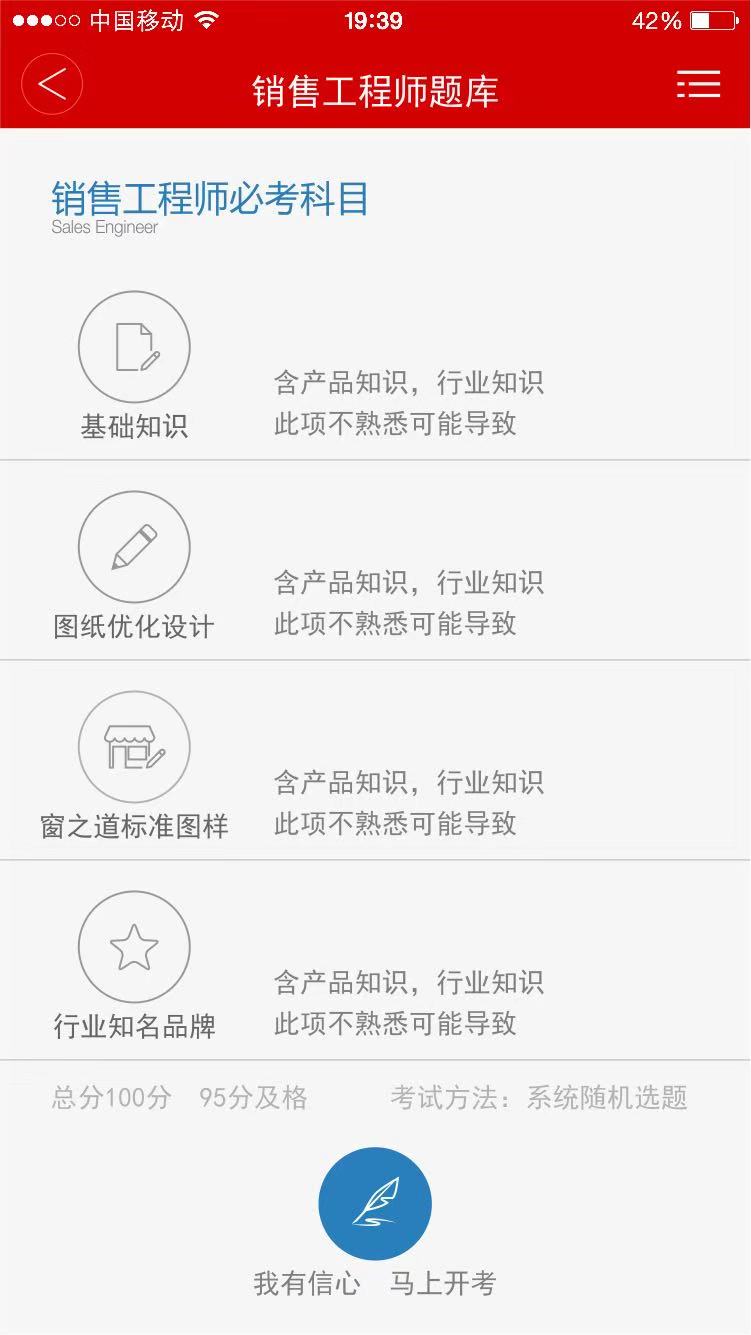 中国移动 19:39 42%
销售工程师题库
销售工程师必考科目
Sales Engineer
含产品知识，行业知识
基础知识 此项不熟悉可能导致
含产品知识，行业知识
图纸优化设计 此项不熟悉可能导致
含产品知识，行业知识
窗之道标准图样 此项不熟悉可能导致
含产品知识，行业知识
行业知名品牌 此项不熟悉可能导致
总分100分 95分及格 考试方法：系统随机选题
我有信心 马上开考